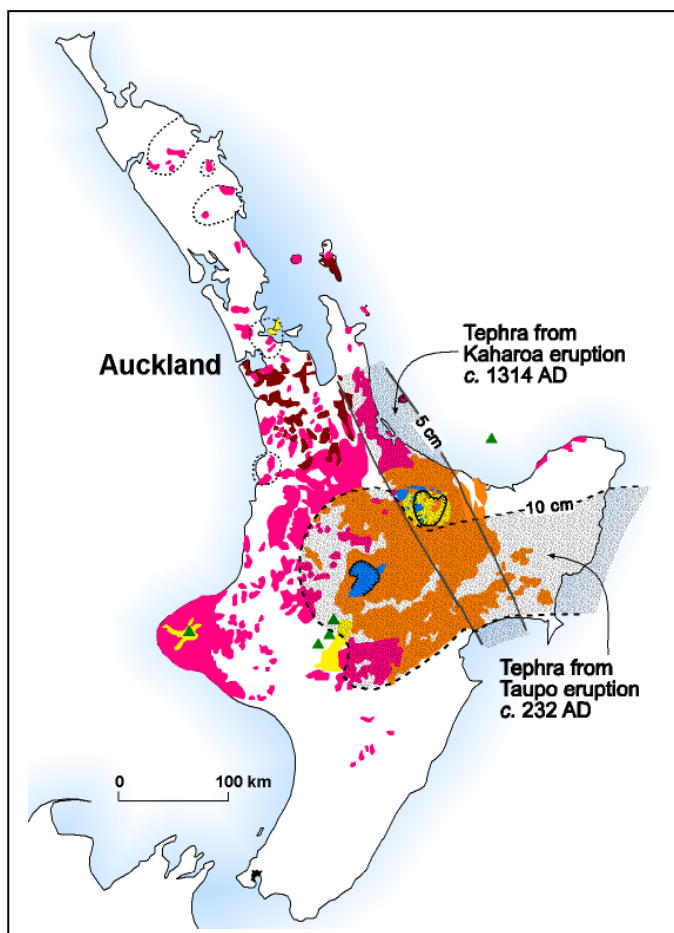 Auckland
Tephra from
Kaharoa eruption
c. 1314 AD
5 cm
10 cm
Tephra from
Taupo eruption
c. 232 AD
0 100 km